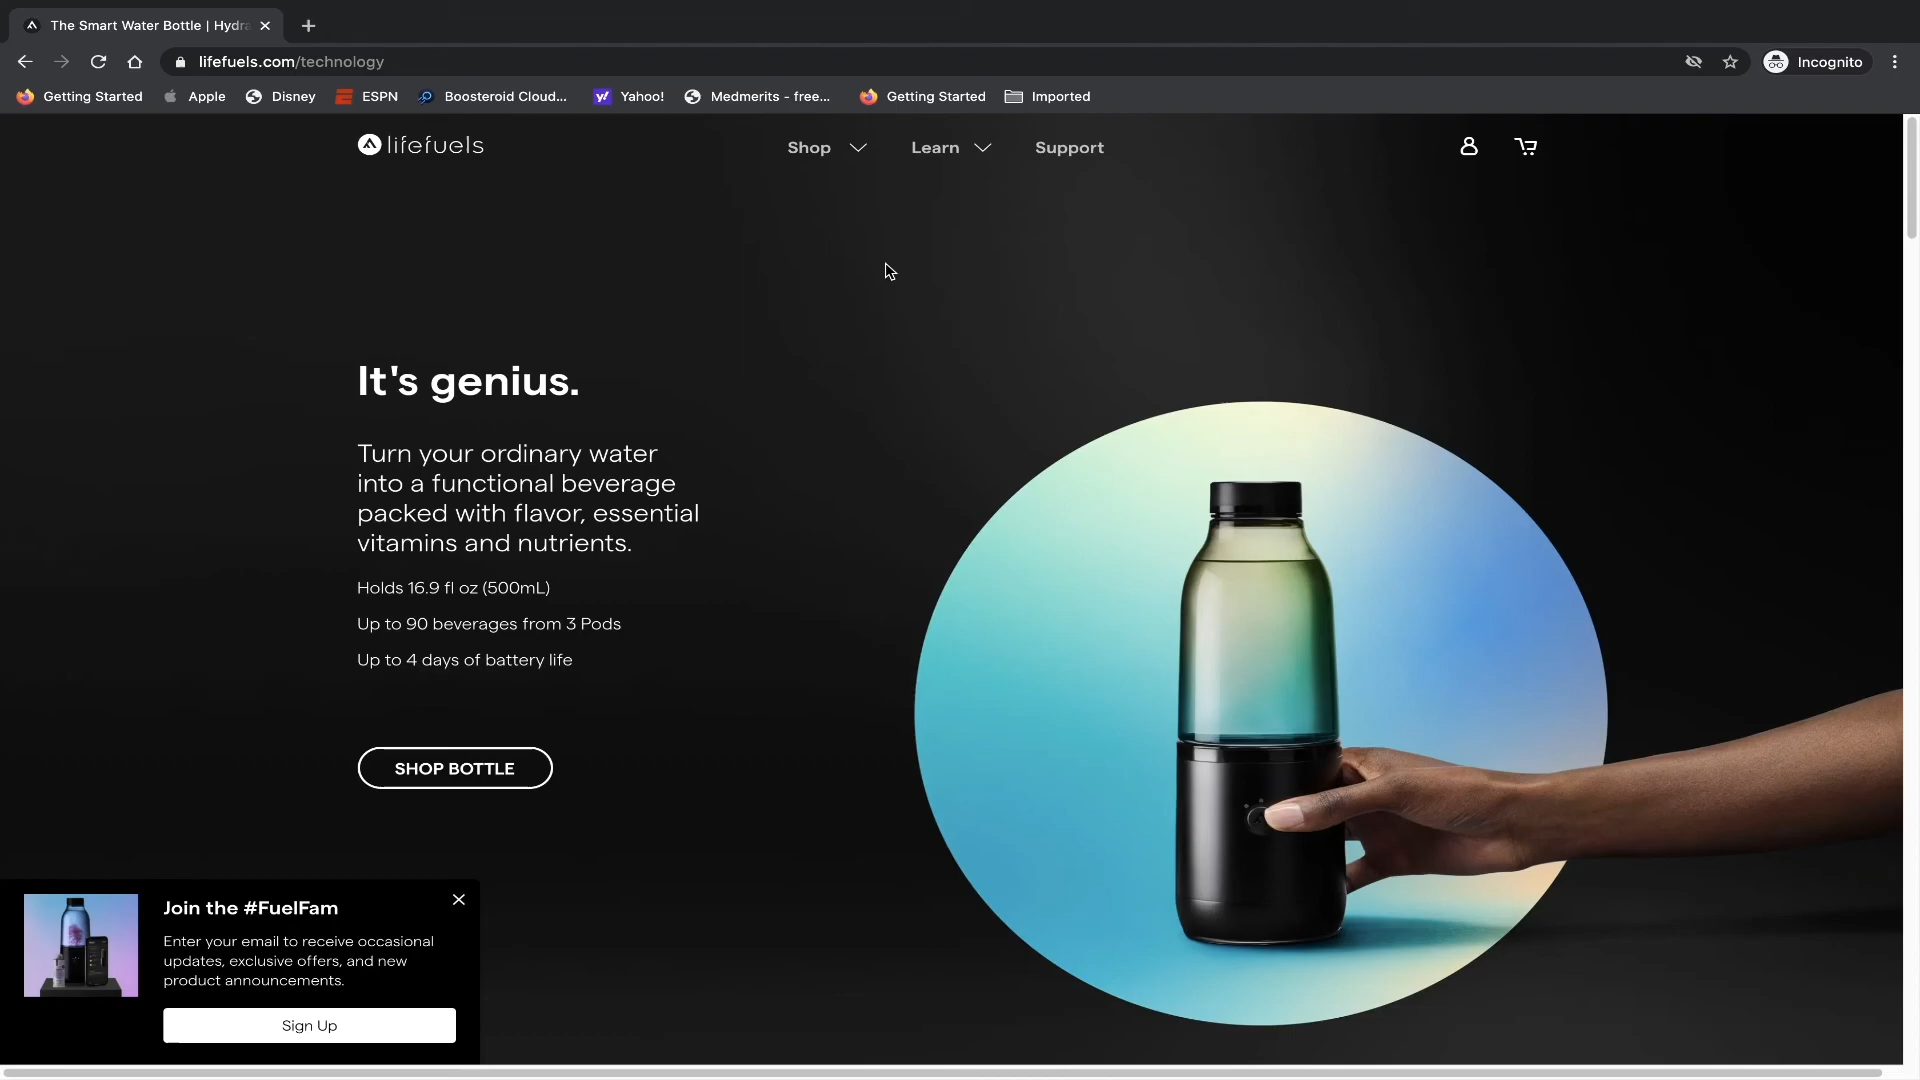 The Smart Water Bottle | Hydra
lifefuels.com/technology
Incognito
Getting Started
Apple
Disney
ESPN
Boosteroid Cloud...
Yahoo!
Medmerits - free...
Getting Started
Imported
lifefuels
Shop
Learn
Support
It's genius.
Turn your ordinary water
into a functional beverage
packed with flavor, essential
vitamins and nutrients.
Holds 16.9 fl oz (500mL)
Up to 90 beverages from 3 Pods
Up to 4 days of battery life
SHOP BOTTLE
Join the #FuelFam
Enter your email to receive occasional
updates, exclusive offers, and new
product announcements.
Sign Up